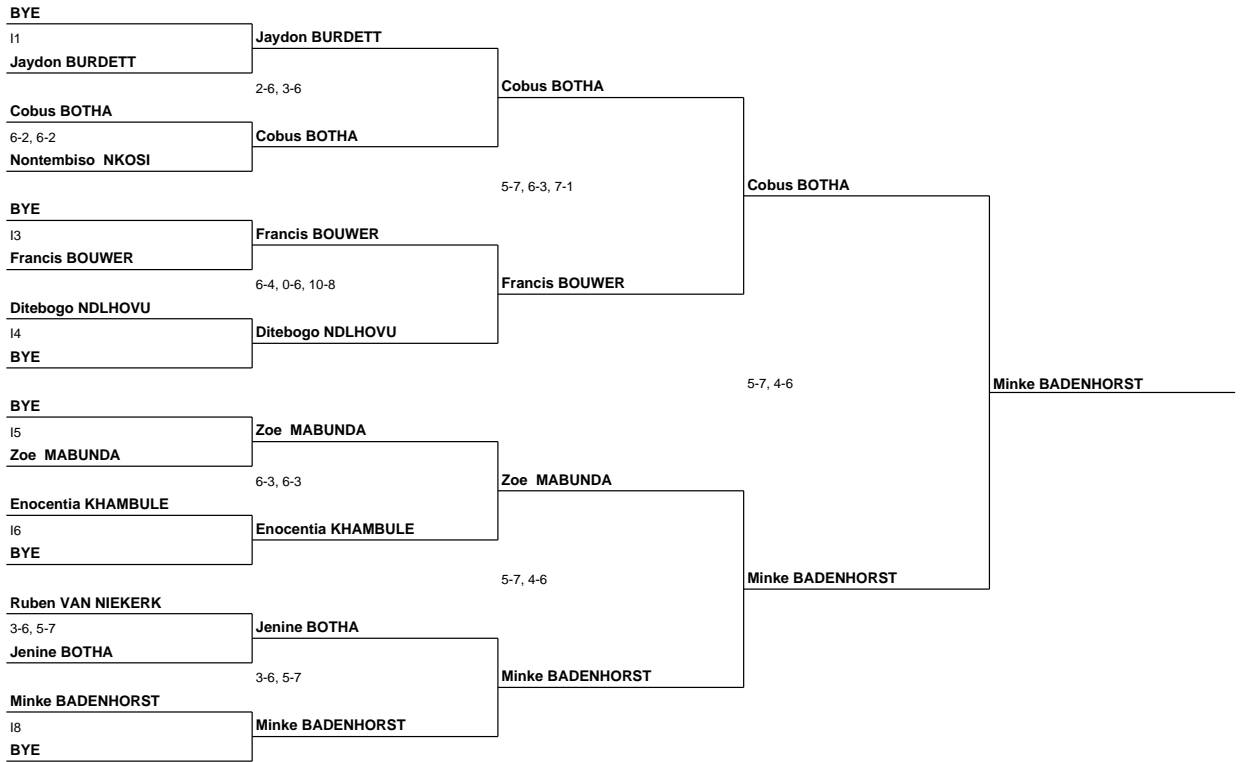 BYE
I1
Jaydon BURDETT
Cobus BOTHA
6-2, 6-2
Nontembiso  NKOSI
BYE
I3
Francis BOUWER
Ditebogo NDLHOVU
I4
BYE
BYE
I5
Zoe  MABUNDA
Enocentia KHAMBULE
I6
BYE
Ruben VAN NIEKERK
3-6, 5-7
Jenine BOTHA
Minke BADENHORST
I8
BYE
Jaydon BURDETT
2-6, 3-6
Cobus BOTHA
Francis BOUWER
6-4, 0-6, 10-8
Ditebogo NDLHOVU
Zoe  MABUNDA
6-3, 6-3
Enocentia KHAMBULE
Jenine BOTHA
3-6, 5-7
Minke BADENHORST
Cobus BOTHA
5-7, 6-3, 7-1
Francis BOUWER
Zoe  MABUNDA
5-7, 4-6
Minke BADENHORST
Cobus BOTHA
5-7, 4-6
Minke BADENHORST
Minke BADENHORST